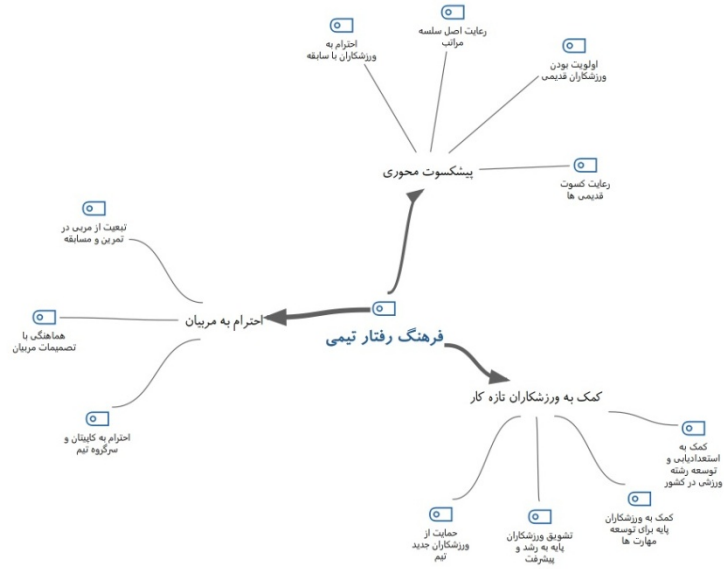 رعایت اصل سلسه
مراتب
احترام به
ورزشکاران با سابقه
اولویت بودن
ورزشکاران قدیمی
پیشکسوت محوری
رعایت کسوت
قدیمی ها
تبعیت از مربی در
تمرین و مسابقه
احترام به مربیان
هماهنگی با
تصمیمات مربیان
فرهنگ رفتار تیمی
احترام به کاپیتان و
سرگروه تیم
کمک به ورزشکاران تازه کار
کمک به
استعدادیابی و
توسعه رشته
ورزشی در کشور
کمک به ورزشکاران
پایه برای توسعه
مهارت ها
تشویق ورزشکاران
پایه به رشد و
پیشرفت
حمایت از
ورزشکاران جدید
تیم